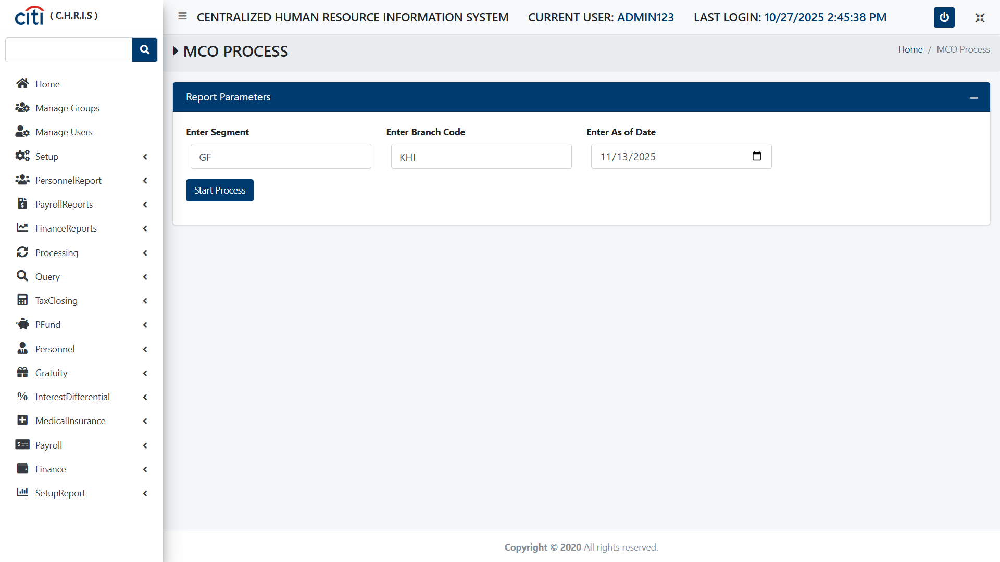 citi ( C.H.R.I.S )
CENTRALIZED HUMAN RESOURCE INFORMATION SYSTEM CURRENT USER: ADMIN123 LAST LOGIN: 10/27/2025 2:45:38 PM
MCO PROCESS
Home / MCO Process
Home
Manage Groups
Manage Users
Setup
PersonnelReport
PayrollReports
FinanceReports
Processing
Query
TaxClosing
PFund
Personnel
Gratuity
% InterestDifferential
MedicalInsurance
Payroll
Finance
SetupReport
Report Parameters
Enter Segment Enter Branch Code Enter As of Date
GF KHI 11/13/2025
Start Process
Copyright © 2020 All rights reserved.